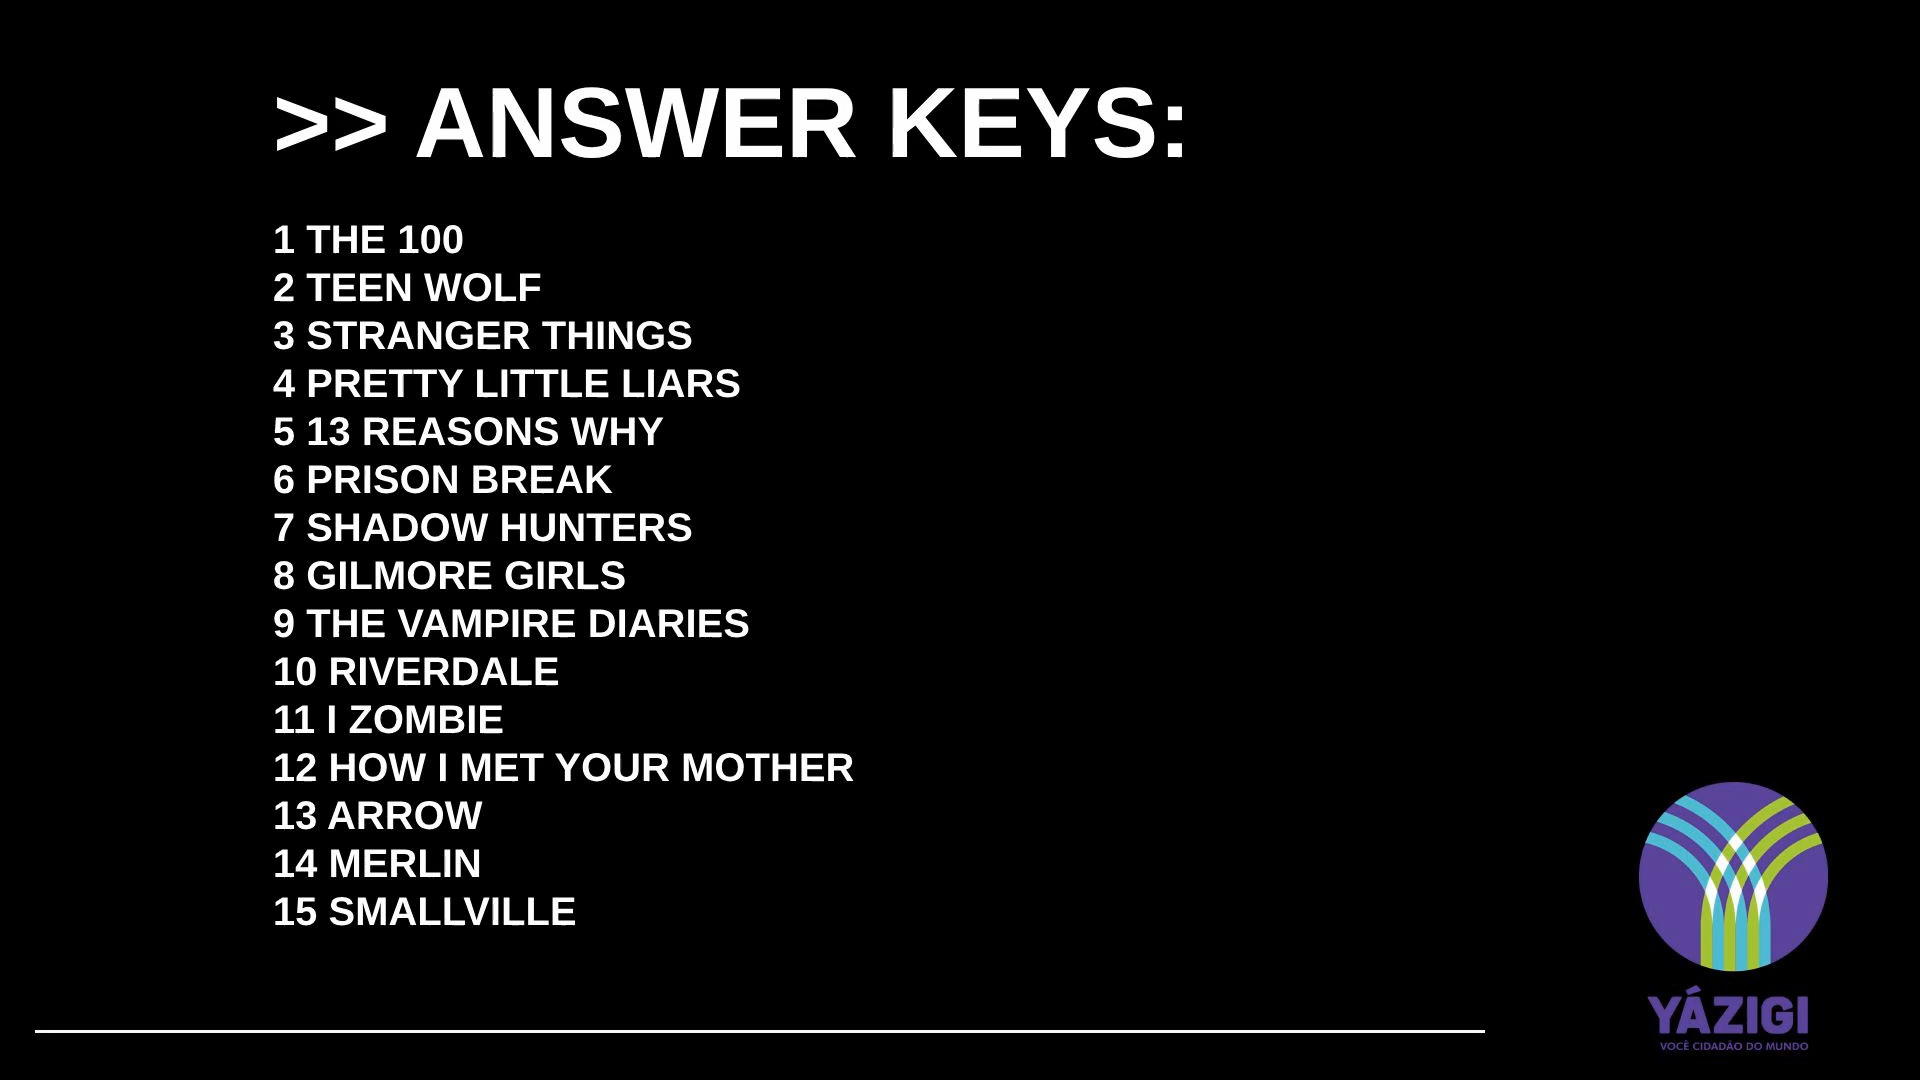 >> ANSWER KEYS:
1 THE 100
2 TEEN WOLF
3 STRANGER THINGS
4 PRETTY LITTLE LIARS
5 13 REASONS WHY
6 PRISON BREAK
7 SHADOW HUNTERS
8 GILMORE GIRLS
9 THE VAMPIRE DIARIES
10 RIVERDALE
11 I ZOMBIE
12 HOW I MET YOUR MOTHER
13 ARROW
14 MERLIN
15 SMALLVILLE
YÁZIGI
VOCÊ CIDADÃO DO MUNDO